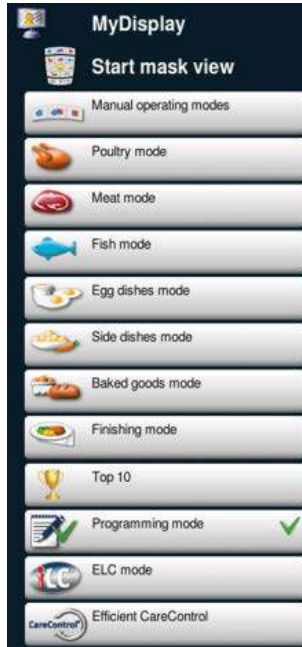 MyDisplay
Start mask view
Manual operating modes
Poultry mode
Meat mode
Fish mode
Egg dishes mode
Side dishes mode
Baked goods mode
Finishing mode
Top 10
Programming mode
ELC mode
CareControl
Efficient CareControl